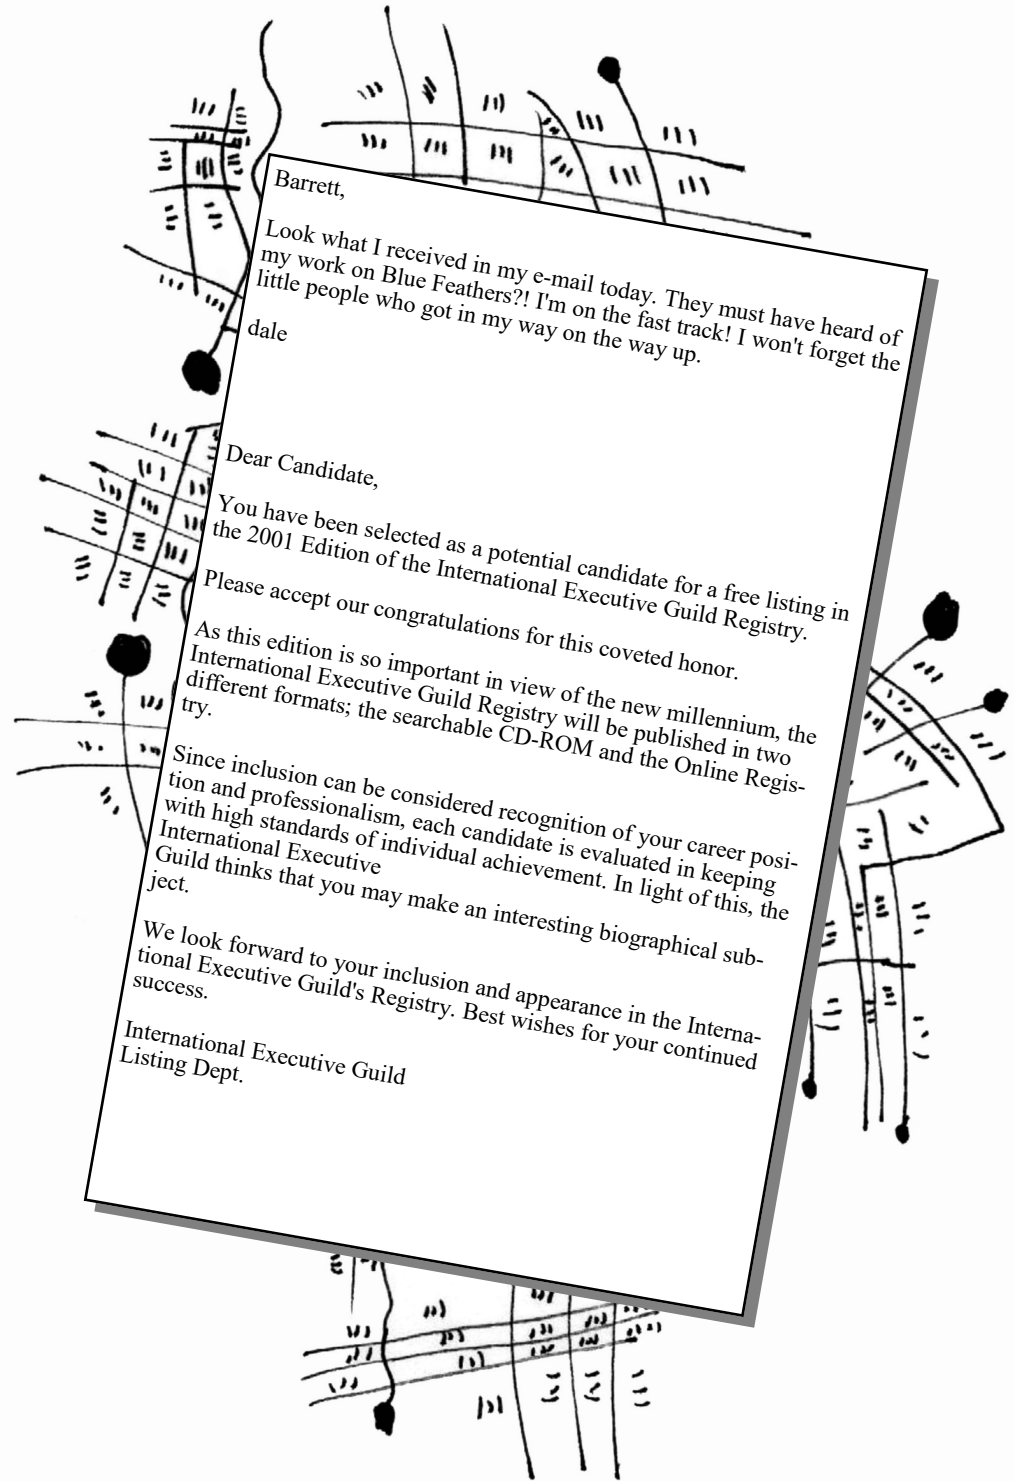 Barrett,
Look what I received in my e-mail today. They must have heard of
my work on Blue Feathers?! I'm on the fast track! I won't forget the
little people who got in my way on the way up.
dale
Dear Candidate,
You have been selected as a potential candidate for a free listing in
the 2001 Edition of the International Executive Guild Registry.
Please accept our congratulations for this coveted honor.
As this edition is so important in view of the new millennium, the
International Executive Guild Registry will be published in two
different formats; the searchable CD-ROM and the Online Regis-
try.
Since inclusion can be considered recognition of your career posi-
tion and professionalism, each candidate is evaluated in keeping
with high standards of individual achievement. In light of this, the
International Executive
Guild thinks that you may make an interesting biographical sub-
ject.
We look forward to your inclusion and appearance in the Interna-
tional Executive Guild's Registry. Best wishes for your continued
success.
International Executive Guild
Listing Dept.